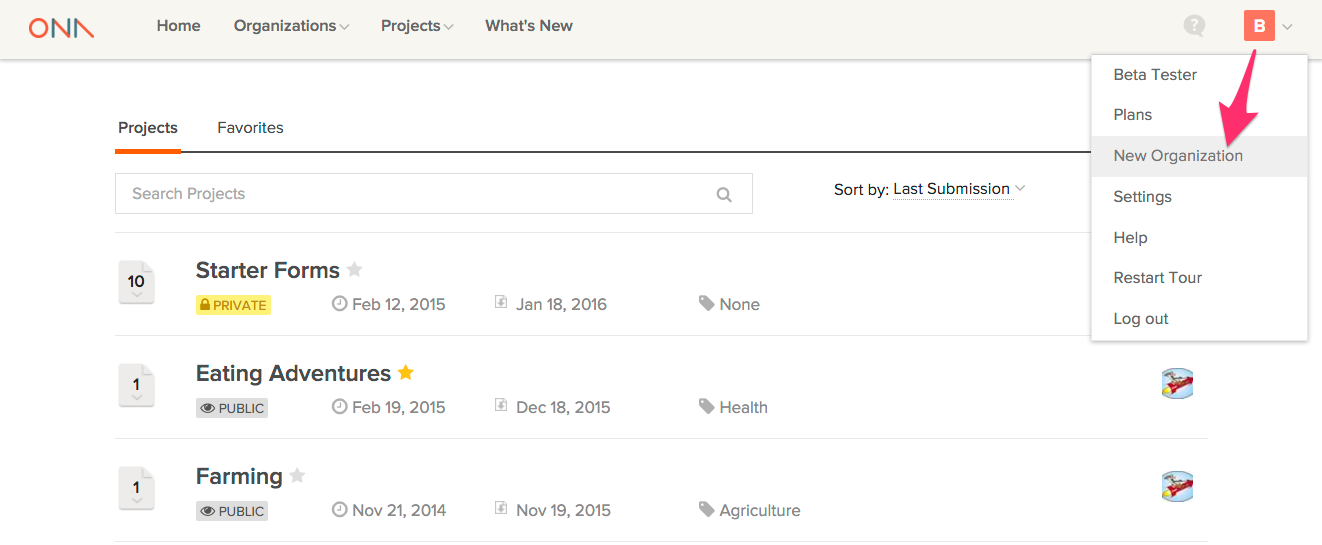 ONA Home Organizations Projects What's New ? B
Beta Tester
Plans
New Organization
Settings
Help
Restart Tour
Log out
Projects Favorites
Search Projects Sort by: Last Submission
10 Starter Forms
PRIVATE Feb 12, 2015 Jan 18, 2016 None
1 Eating Adventures
PUBLIC Feb 19, 2015 Dec 18, 2015 Health
1 Farming
PUBLIC Nov 21, 2014 Nov 19, 2015 Agriculture